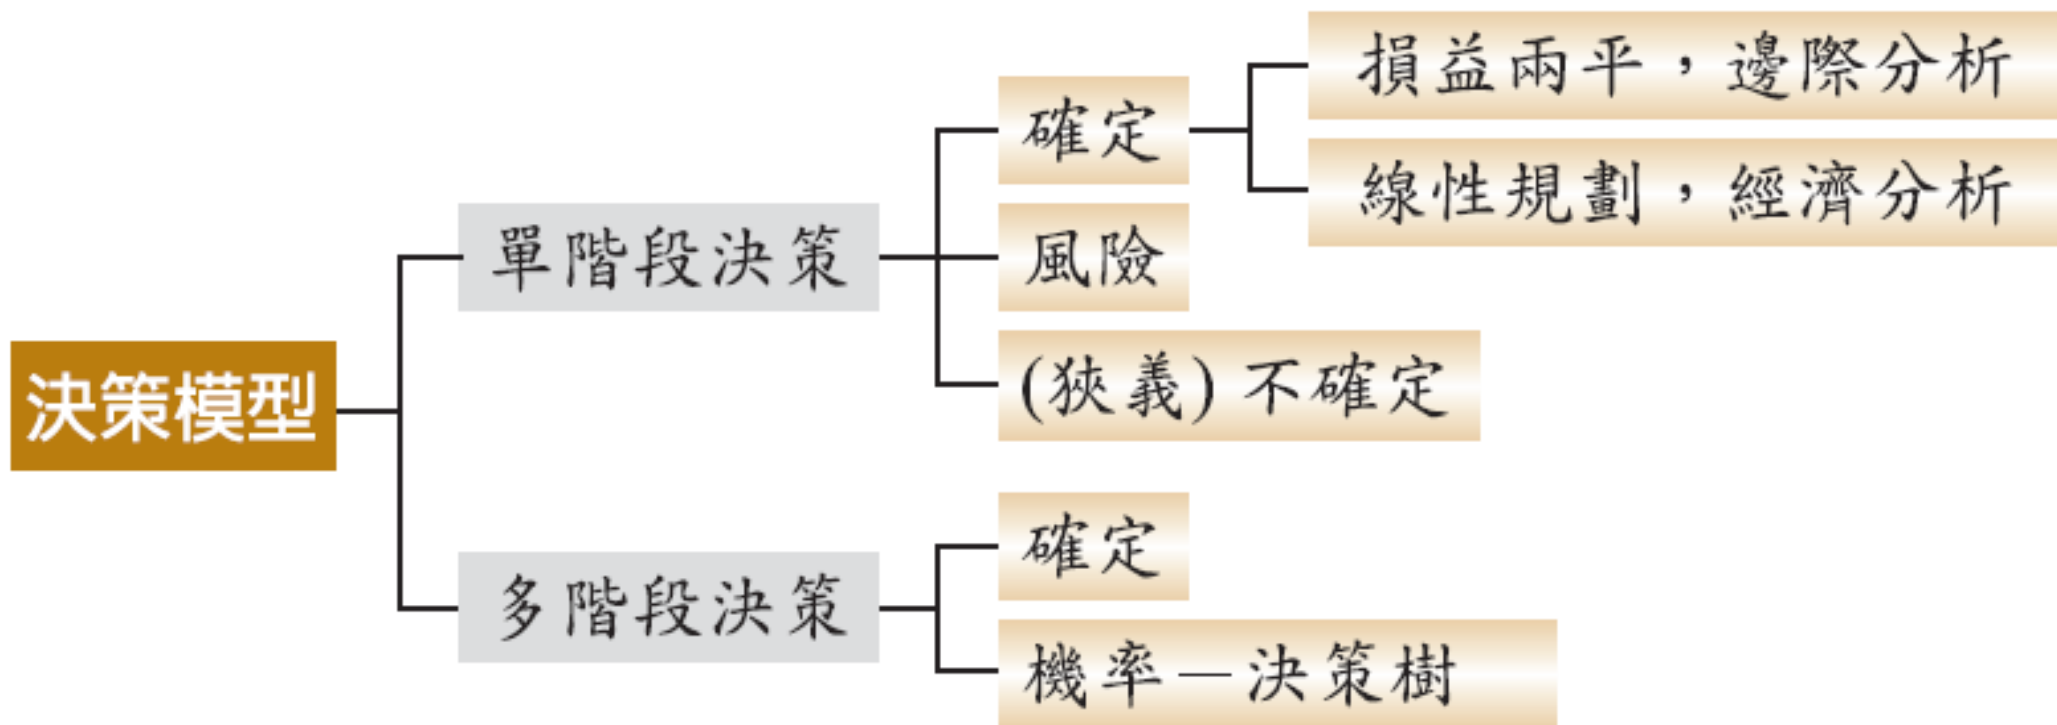 決策模型
單階段決策
確定
損益兩平，邊際分析
線性規劃，經濟分析
風險
(狹義) 不確定
多階段決策
確定
機率－決策樹